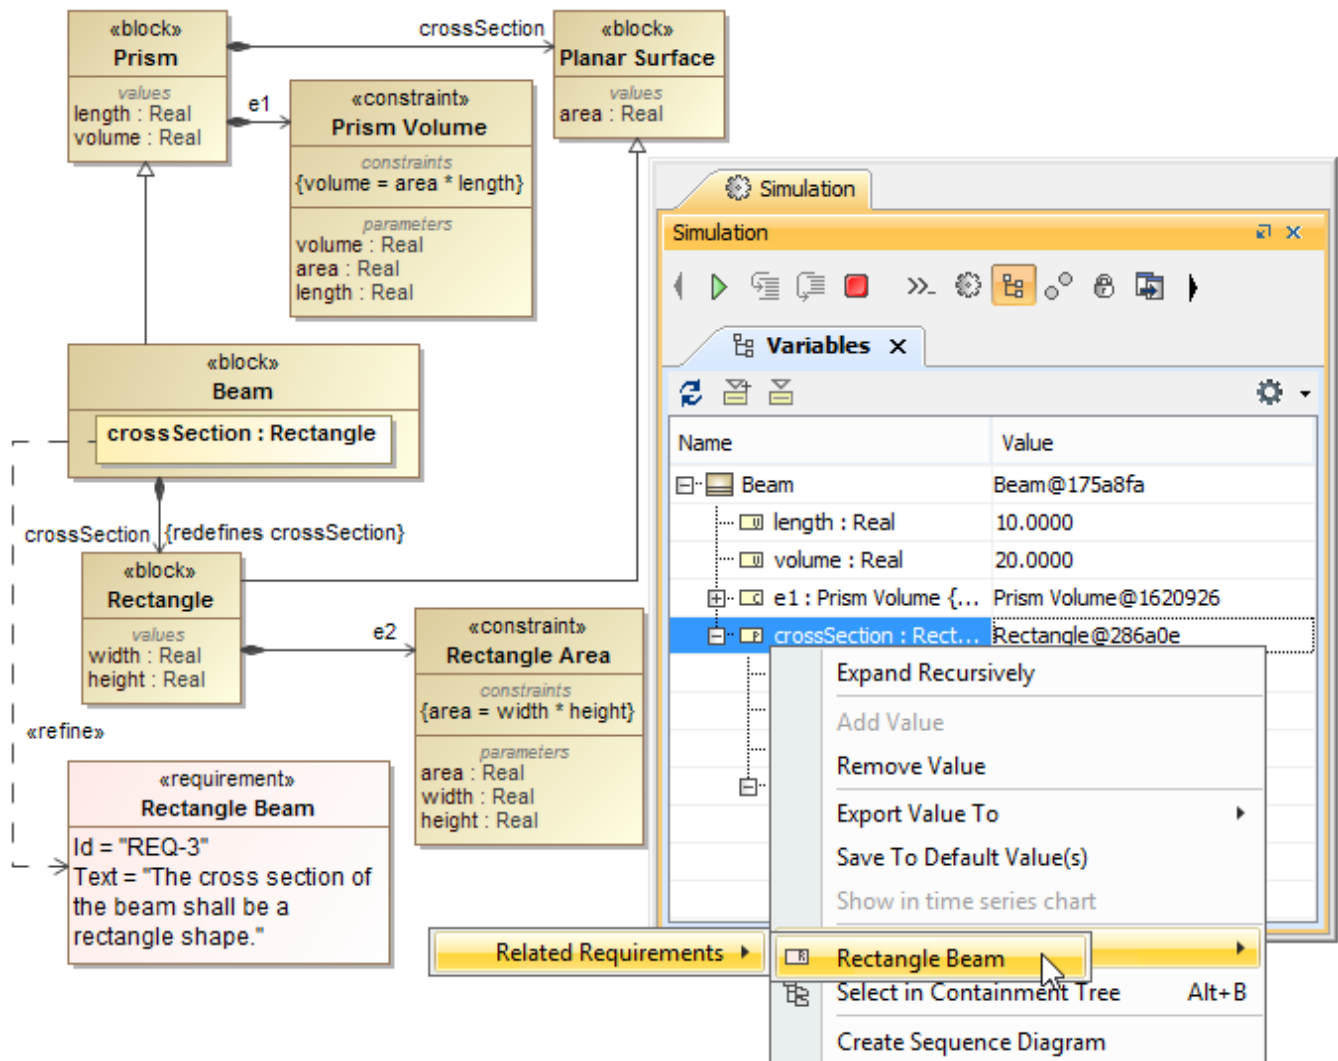 «block»
Prism
values
length : Real
volume : Real
crossSection
«block»
Planar Surface
values
area : Real
e1
«constraint»
Prism Volume
constraints
{volume = area * length}
parameters
volume : Real
area : Real
length : Real
«block»
Beam
crossSection : Rectangle
crossSection
{redefines crossSection}
«block»
Rectangle
values
width : Real
height : Real
e2
«constraint»
Rectangle Area
constraints
{area = width * height}
parameters
area : Real
width : Real
height : Real
«refine»
«requirement»
Rectangle Beam
Id = "REQ-3"
Text = "The cross section of
the beam shall be a
rectangle shape."
Simulation
Simulation
Variables
Name Value
Beam Beam@175a8fa
length : Real 10.0000
volume : Real 20.0000
e1 : Prism Volume {... Prism Volume@1620926
crossSection : Rect... Rectangle@286a0e
Expand Recursively
Add Value
Remove Value
Export Value To
Save To Default Value(s)
Show in time series chart
Related Requirements
Rectangle Beam
Select in Containment Tree Alt+B
Create Sequence Diagram